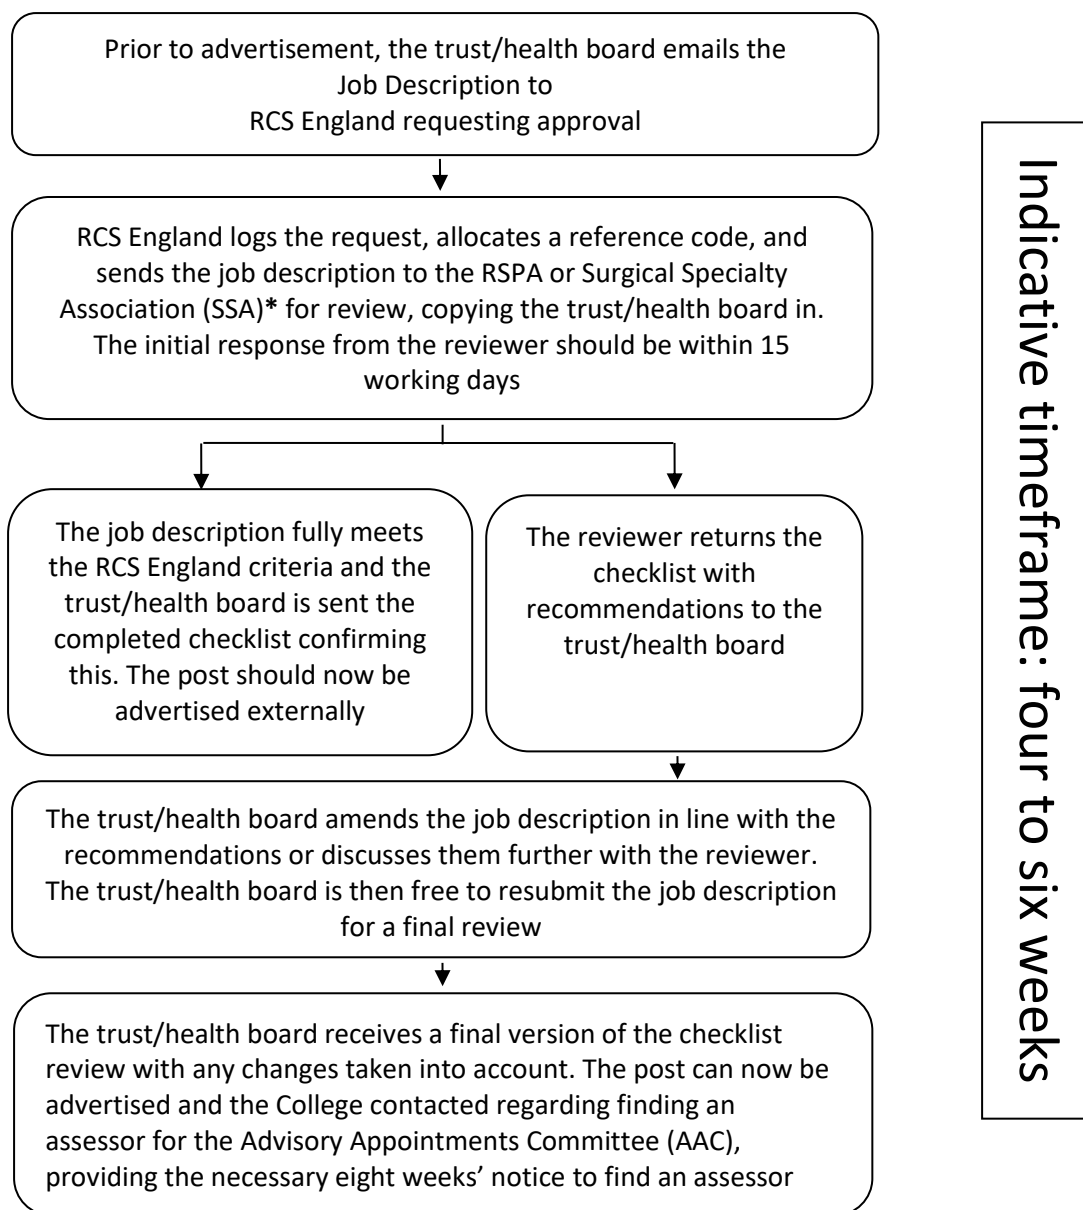 Prior to advertisement, the trust/health board emails the
Job Description to
RCS England requesting approval
RCS England logs the request, allocates a reference code, and
sends the job description to the RSPA or Surgical Specialty
Association (SSA)* for review, copying the trust/health board in.
The initial response from the reviewer should be within 15
working days
The job description fully meets
the RCS England criteria and the
trust/health board is sent the
completed checklist confirming
this. The post should now be
advertised externally
The reviewer returns the
checklist with
recommendations to the
trust/health board
The trust/health board amends the job description in line with the
recommendations or discusses them further with the reviewer.
The trust/health board is then free to resubmit the job description
for a final review
The trust/health board receives a final version of the checklist
review with any changes taken into account. The post can now be
advertised and the College contacted regarding finding an
assessor for the Advisory Appointments Committee (AAC),
providing the necessary eight weeks’ notice to find an assessor
Indicative timeframe: four to six weeks